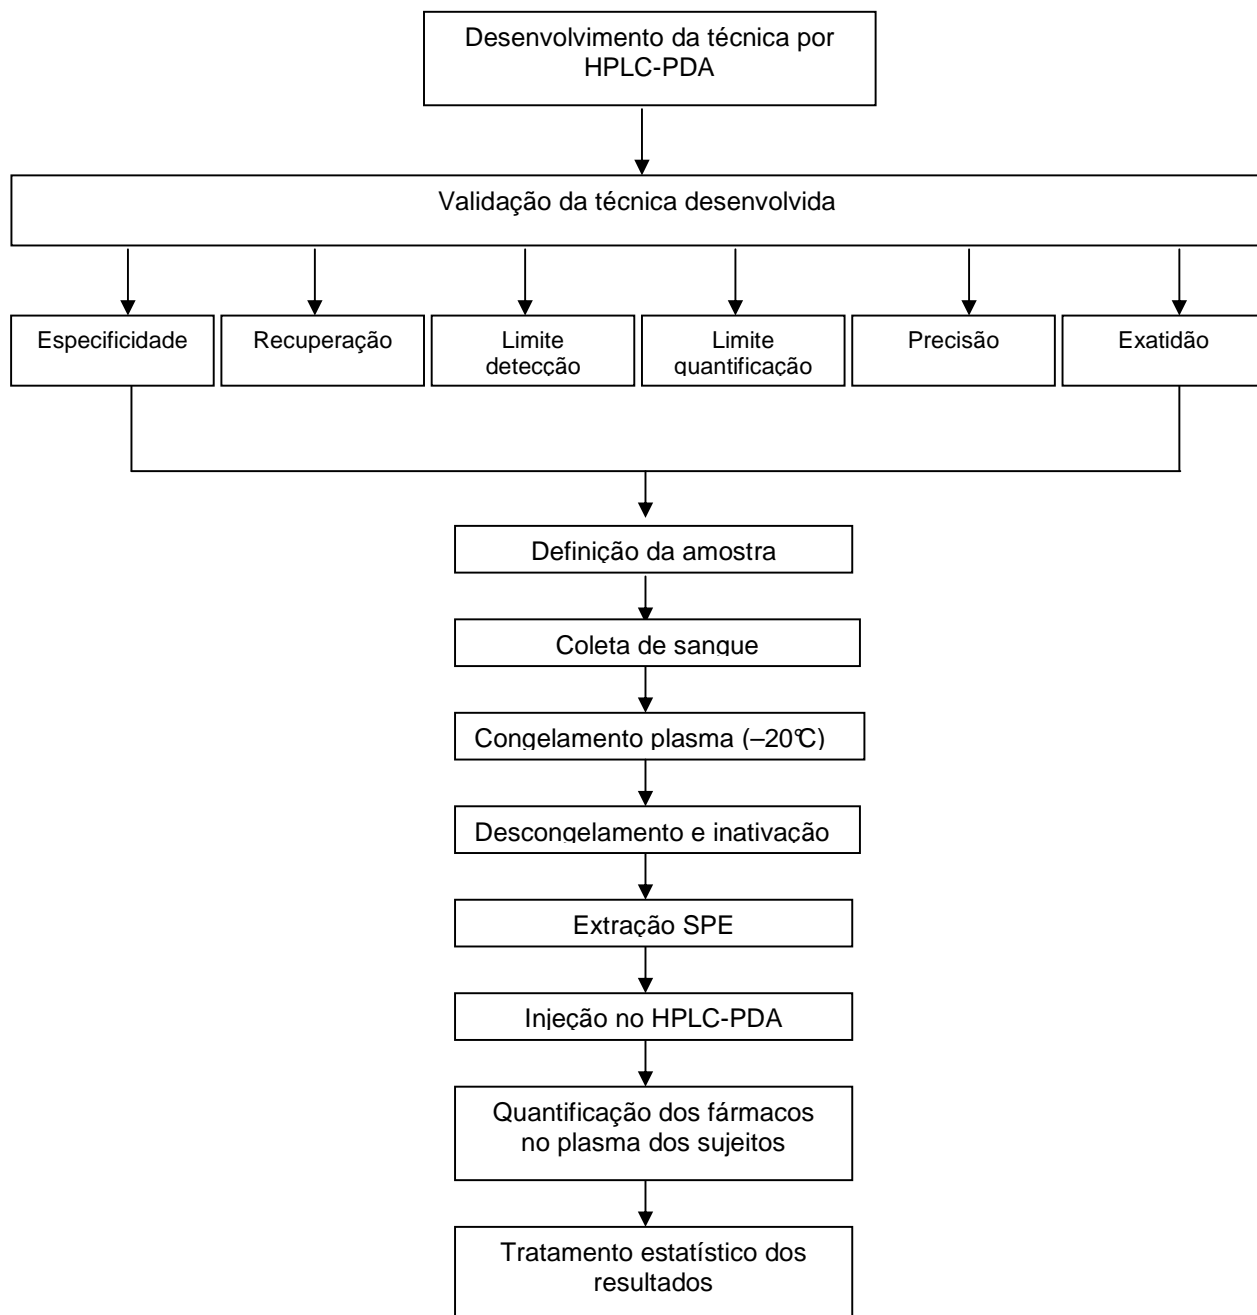 Desenvolvimento da técnica por
HPLC-PDA
Validação da técnica desenvolvida
Especificidade
Recuperação
Limite
detecção
Limite
quantificação
Precisão
Exatidão
Definição da amostra
Coleta de sangue
Congelamento plasma (–20°C)
Descongelamento e inativação
Extração SPE
Injeção no HPLC-PDA
Quantificação dos fármacos
no plasma dos sujeitos
Tratamento estatístico dos
resultados